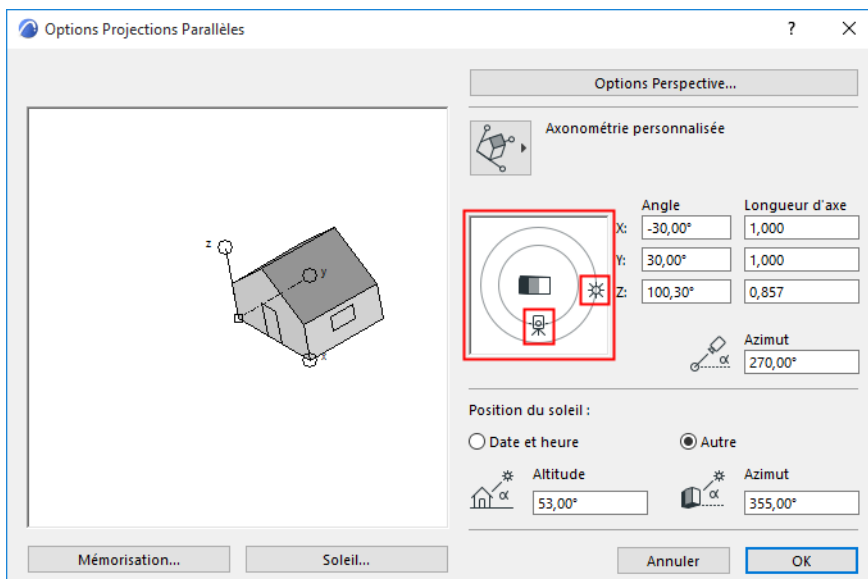 Options Projections Parallèles
?
Options Perspective...
Axonométrie personnalisée
Angle Longueur d'axe
X: -30,00° 1,000
Y: 30,00° 1,000
Z: 100,30° 0,857
z
y
x
α
Azimut
270,00°
Position du soleil :
Date et heure Autre
Altitude Azimut
α 53,00° α 355,00°
Mémorisation... Soleil... Annuler OK